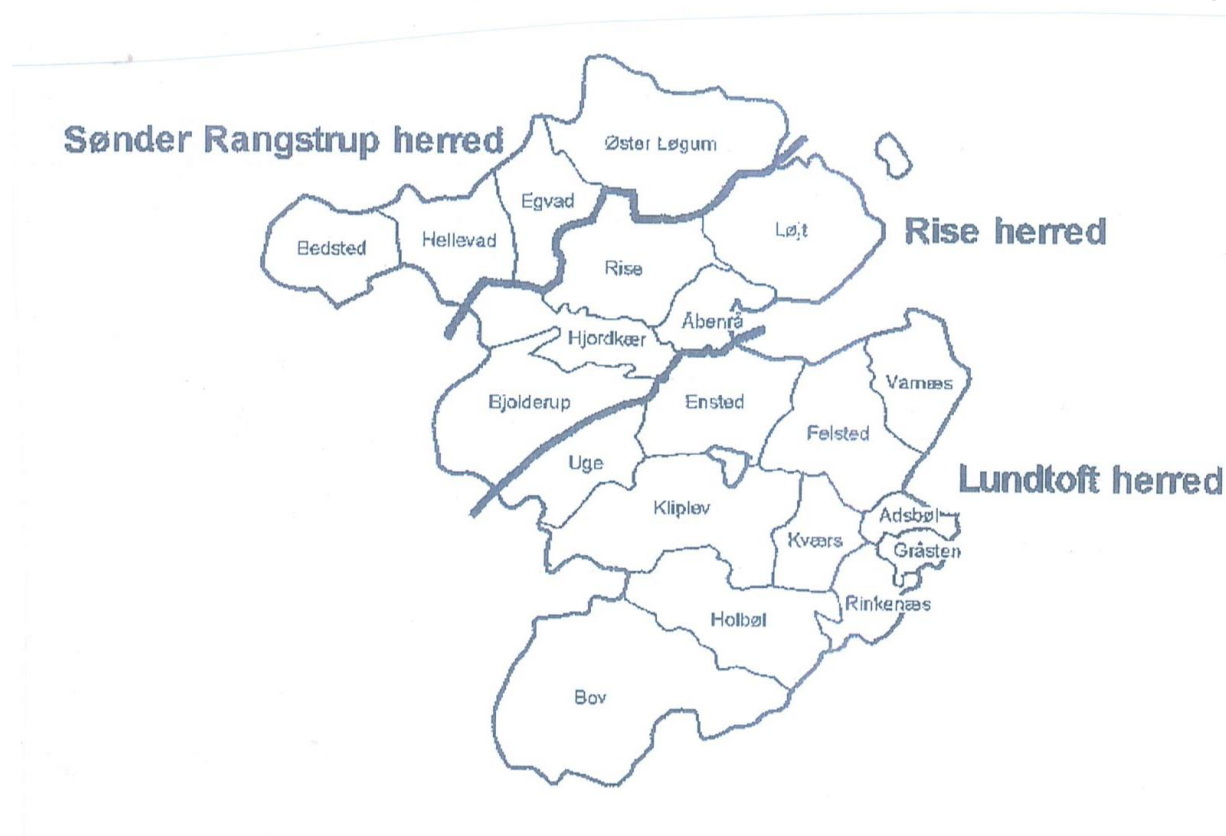 Øster Løgum
Sønder Rangstrup herred
Egvad
Løjt
Rise herred
Hellevad
Bedsted
Rise
Åbenrå
Hjordkær
Varnæs
Bjolderup
Ensted
Felsted
Uge
Lundtoft herred
Kliplev
Adsbøl
Kværs
Gråsten
Rinkenæs
Holbøl
Bov